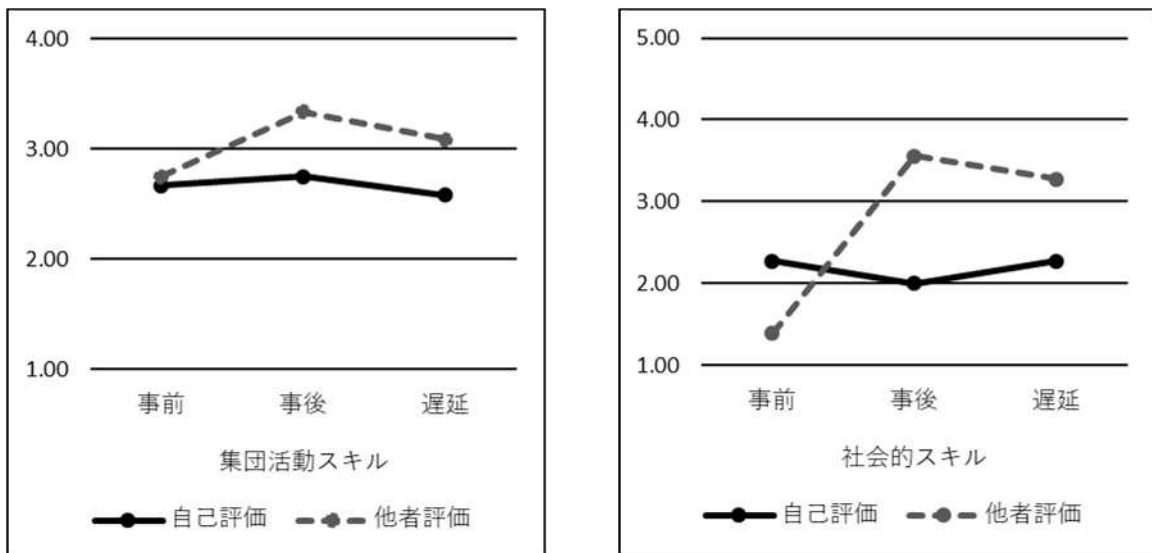 4.00
3.00
2.00
1.00
事前 事後 遅延
集団活動スキル
自己評価 他者評価
5.00
4.00
3.00
2.00
1.00
事前 事後 遅延
社会的スキル
自己評価 他者評価